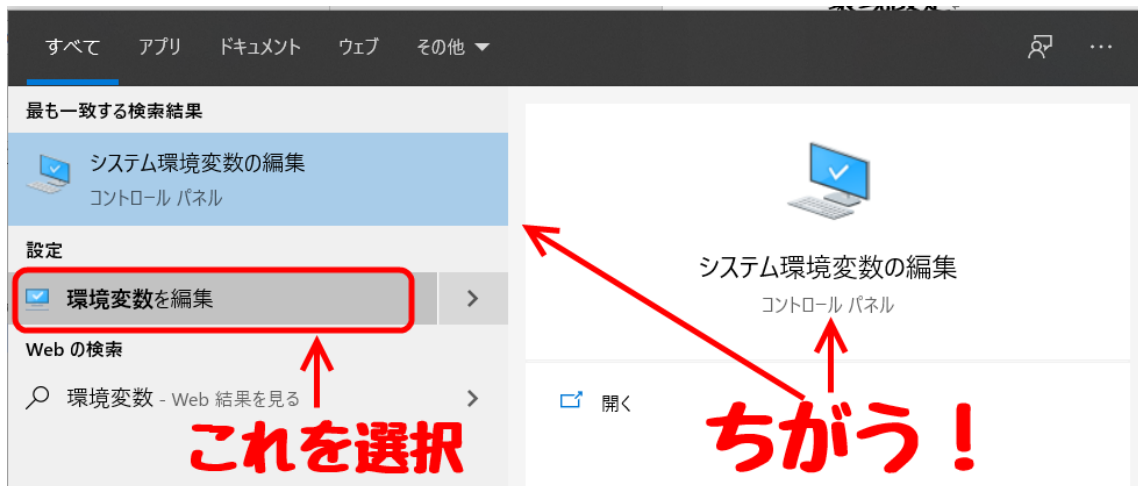 すべて アプリ ドキュメント ウェブ その他
最も一致する検索結果
システム環境変数の編集
コントロール パネル
設定
環境変数を編集
Web の検索
環境変数 - Web 結果を見る
これを選択
システム環境変数の編集
コントロール パネル
開く
ちがう！